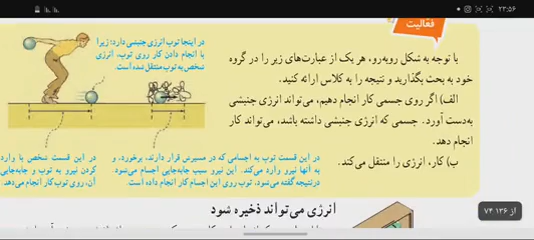 ۲۳:۵۶
فعالیت
با توجه به شکل روبه‌رو، هر یک از عبارت‌های زیر را در گروه
خود به بحث بگذارید و نتیجه را به کلاس ارائه کنید.
الف) اگر روی جسمی کار انجام دهیم، می‌تواند انرژی جنبشی
به‌دست آورد. جسمی که انرژی جنبشی داشته باشد، می‌تواند کار
انجام دهد.
ب) کار، انرژی را منتقل می‌کند.
در اینجا توپ انرژی جنبشی دارد؛ زیرا
با انجام دادن کار روی توپ، انرژی
شخص به توپ منتقل شده است.
در این قسمت توپ به اجسامی که در مسیرش قرار دارند، برخورد، و
به آنها نیرو وارد می‌کند. این نیرو سبب جابه‌جایی اجسام می‌شود
درنتیجه گفته می‌شود، توپ روی این اجسام کار انجام داده است.
در این قسمت شخص با وارد
کردن نیرو به توپ و جابه‌جایی
آن، روی توپ کار انجام می‌دهد.
۷۴ از ۱۳۶
انرژی می‌تواند ذخیره شود